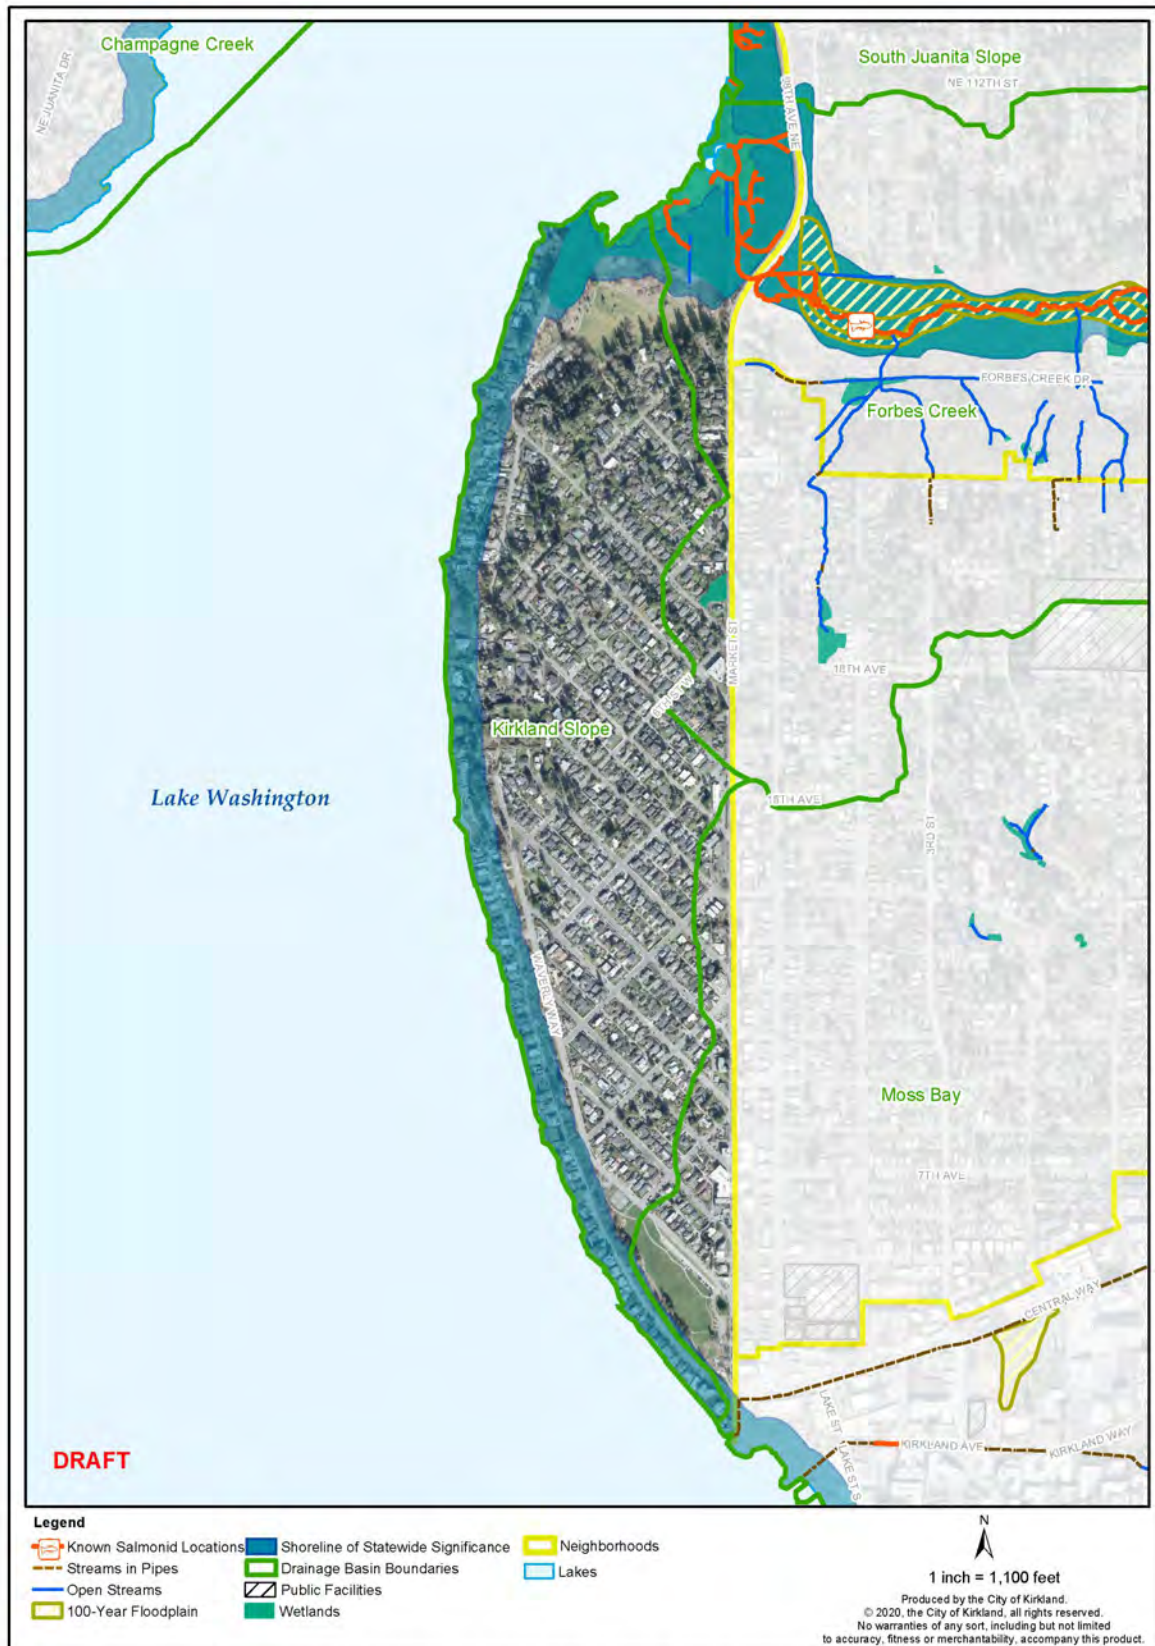 Champagne Creek
South Juanita Slope
NE JUANITA DR
NE 112TH ST
98TH AVE NE
FORBES CREEK DR
Forbes Creek
MARKET ST
18TH AVE
6TH ST W
Kirkland Slope
Lake Washington
16TH AVE
3RD ST
WAVERLY WAY
Moss Bay
7TH AVE
CENTRAL WAY
LAKE ST
LAKE ST S
KIRKLAND AVE
KIRKLAND WAY
DRAFT
Legend
Known Salmonid Locations
Streams in Pipes
Open Streams
100-Year Floodplain
Shoreline of Statewide Significance
Drainage Basin Boundaries
Public Facilities
Wetlands
Neighborhoods
Lakes
N
1 inch = 1,100 feet
Produced by the City of Kirkland.
© 2020, the City of Kirkland, all rights reserved.
No warranties of any sort, including but not limited
to accuracy, fitness or merchantability, accompany this product.